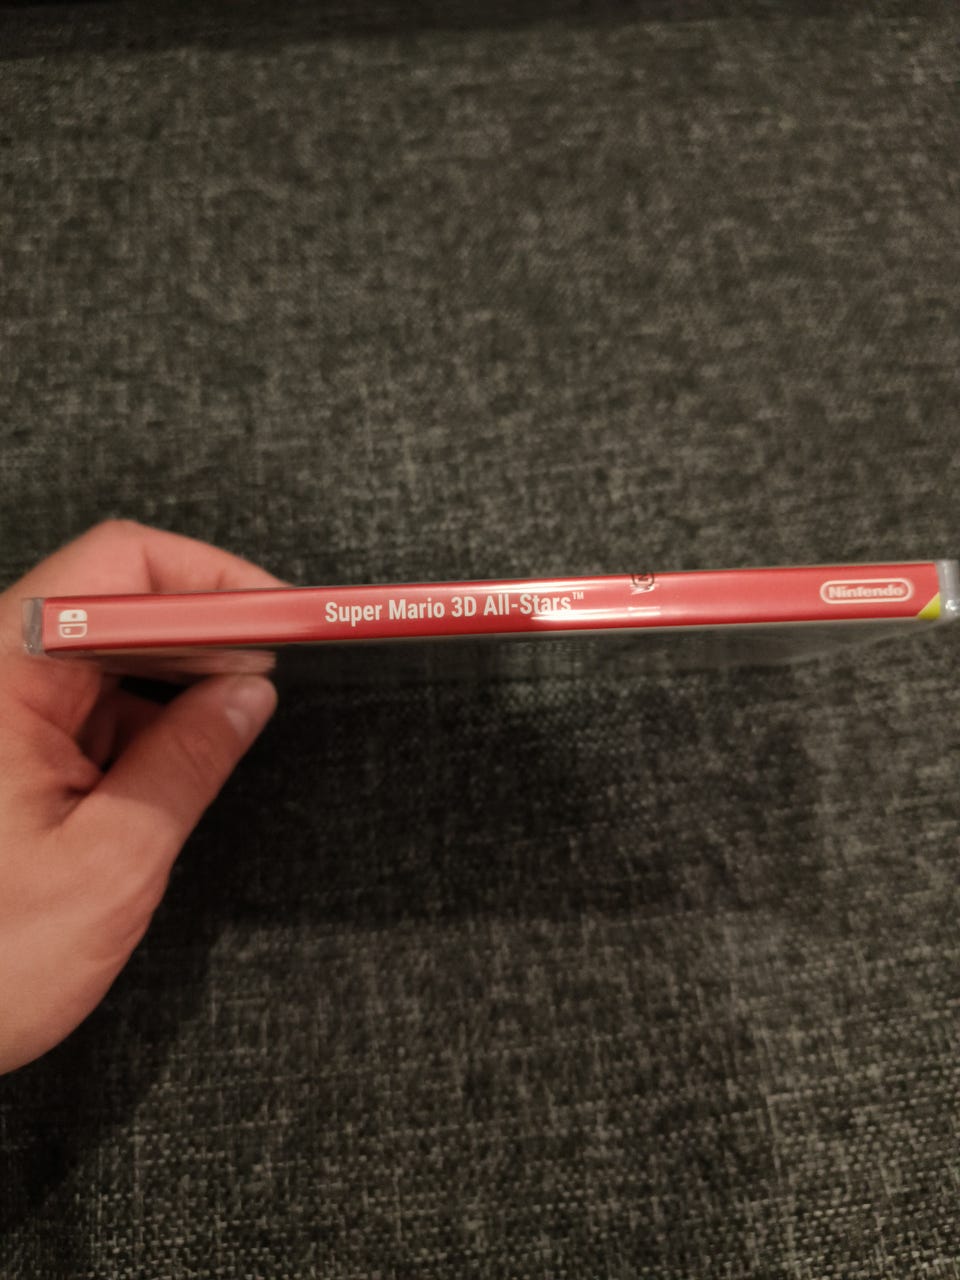 Super Mario 3D All-Stars™
Nintendo